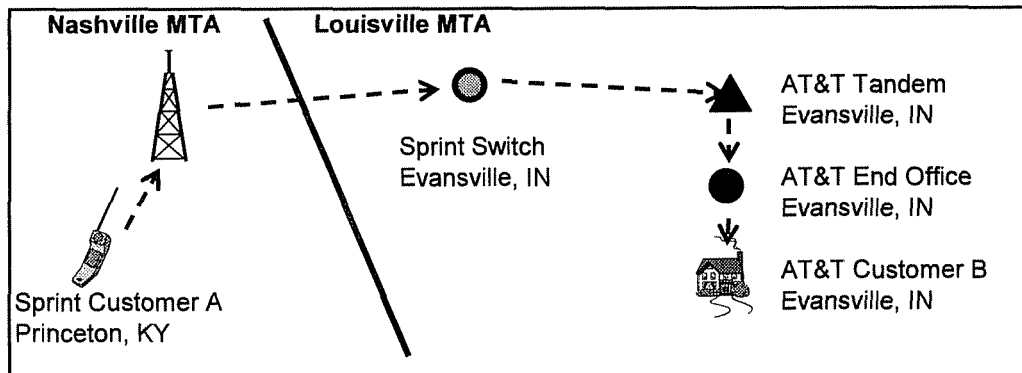 Nashville MTA
Louisville MTA
Sprint Customer A
Princeton, KY
Sprint Switch
Evansville, IN
AT&T Tandem
Evansville, IN
AT&T End Office
Evansville, IN
AT&T Customer B
Evansville, IN